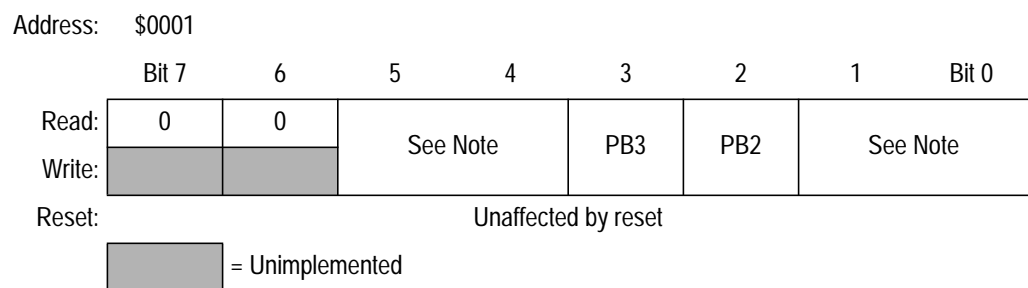 Address: $0001
Bit 7 6 5 4 3 2 1 Bit 0
Read: 0 0 See Note PB3 PB2 See Note
Write:
Reset: Unaffected by reset
= Unimplemented